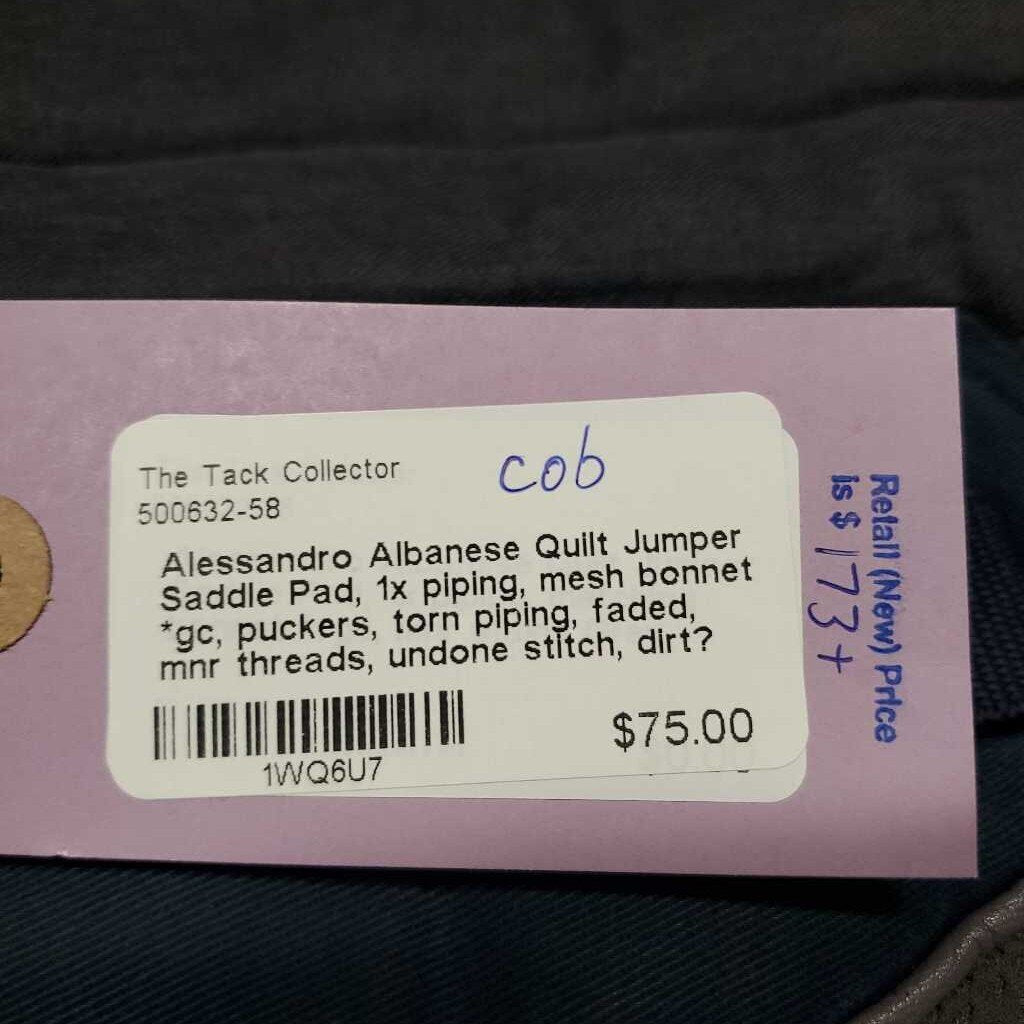 The Tack Collector
cob
500632-58
Alessandro Albanese Quilt Jumper
Saddle Pad, 1x piping, mesh bonnet
*gc, puckers, torn piping, faded,
mnr threads, undone stitch, dirt?
1WQ6U7
$75.00
Retail (New) Price
is $ 173+